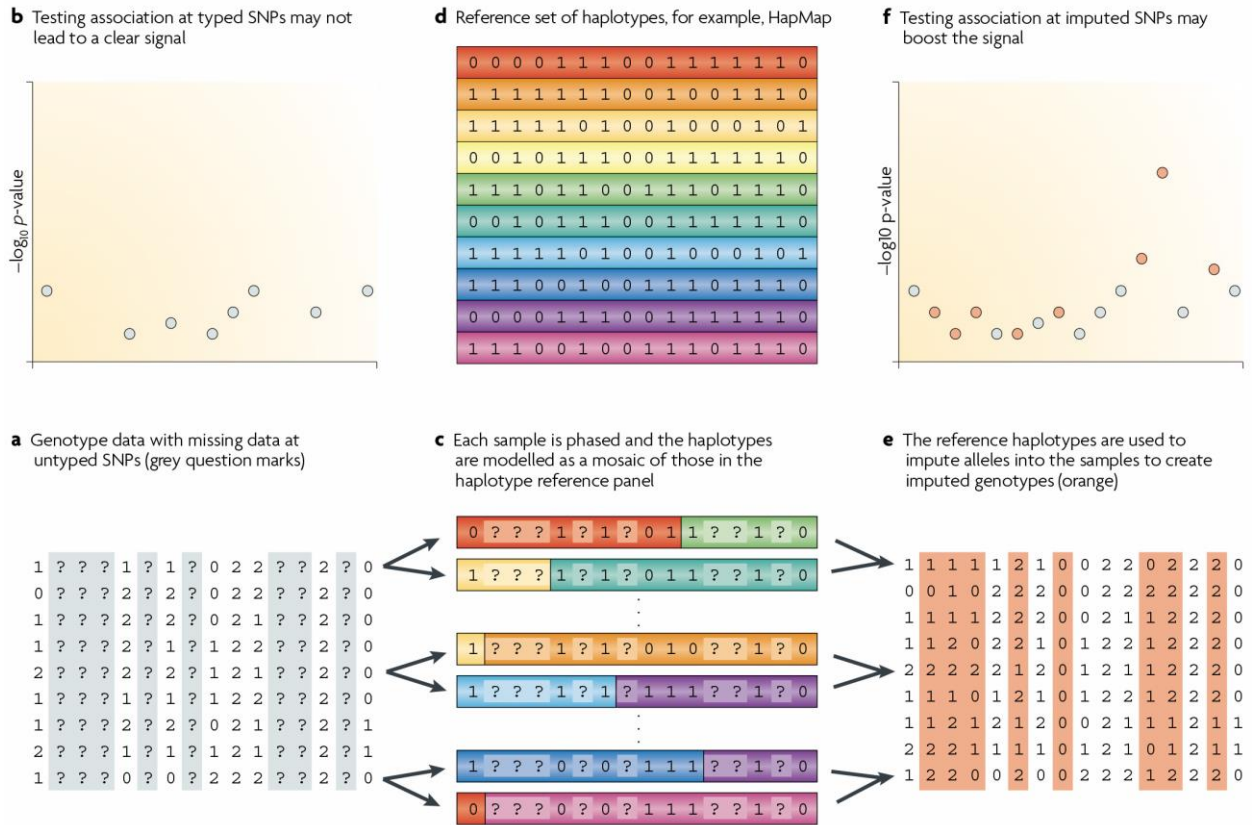 b Testing association at typed SNPs may not
lead to a clear signal
−log₁₀ p-value
d Reference set of haplotypes, for example, HapMap
0 0 0 0 1 1 1 0 0 1 1 1 1 1 1 0
1 1 1 1 1 1 1 0 0 1 0 0 1 1 1 0
1 1 1 1 1 0 1 0 0 1 0 0 0 1 0 1
0 0 1 0 1 1 1 0 0 1 1 1 1 1 1 0
1 1 1 0 1 1 0 0 1 1 1 0 1 1 1 0
0 0 1 0 1 1 1 0 0 1 1 1 1 1 1 0
1 1 1 1 1 0 1 0 0 1 0 0 0 1 0 1
1 1 1 0 0 1 0 0 1 1 1 0 1 1 1 0
0 0 0 0 1 1 1 0 0 1 1 1 1 1 1 0
1 1 1 0 0 1 0 0 1 1 1 0 1 1 1 0
f Testing association at imputed SNPs may
boost the signal
−log10 p-value
a Genotype data with missing data at
untyped SNPs (grey question marks)
1 ? ? ? 1 ? 1 ? 0 2 2 ? ? 2 ? 0
0 ? ? ? 2 ? 2 ? 0 2 2 ? ? 2 ? 0
1 ? ? ? 2 ? 2 ? 0 2 1 ? ? 2 ? 0
1 ? ? ? 2 ? 1 ? 1 2 2 ? ? 2 ? 0
2 ? ? ? 2 ? 1 ? 1 2 1 ? ? 2 ? 0
1 ? ? ? 1 ? 1 ? 1 2 2 ? ? 2 ? 0
1 ? ? ? 2 ? 2 ? 0 2 1 ? ? 2 ? 1
2 ? ? ? 1 ? 1 ? 1 2 1 ? ? 2 ? 1
1 ? ? ? 0 ? 0 ? 2 2 2 ? ? 2 ? 0
c Each sample is phased and the haplotypes
are modelled as a mosaic of those in the
haplotype reference panel
0 ? ? ? 1 ? 1 ? 0 1 1 ? ? 1 ? 0
1 ? ? ? 1 ? 1 ? 0 1 1 ? ? 1 ? 0
1 ? ? ? 1 ? 1 ? 0 1 0 ? ? 1 ? 0
1 ? ? ? 1 ? 1 ? 1 1 1 ? ? 1 ? 0
1 ? ? ? 0 ? 0 ? 1 1 1 ? ? 1 ? 0
0 ? ? ? 0 ? 0 ? 1 1 1 ? ? 1 ? 0
e The reference haplotypes are used to
impute alleles into the samples to create
imputed genotypes (orange)
1 1 1 1 1 2 1 0 0 2 2 0 2 2 2 0
0 0 1 0 2 2 2 0 0 2 2 2 2 2 2 0
1 1 1 1 2 2 2 0 0 2 1 1 2 2 2 0
1 1 2 0 2 2 1 0 1 2 2 1 2 2 2 0
2 2 2 2 2 1 2 0 1 2 1 1 2 2 2 0
1 1 1 0 1 2 1 0 1 2 2 1 2 2 2 0
1 1 2 1 2 1 2 0 0 2 1 1 1 2 1 1
2 2 2 1 1 1 1 0 1 2 1 0 1 2 1 1
1 2 2 0 0 2 0 0 2 2 2 1 2 2 2 0